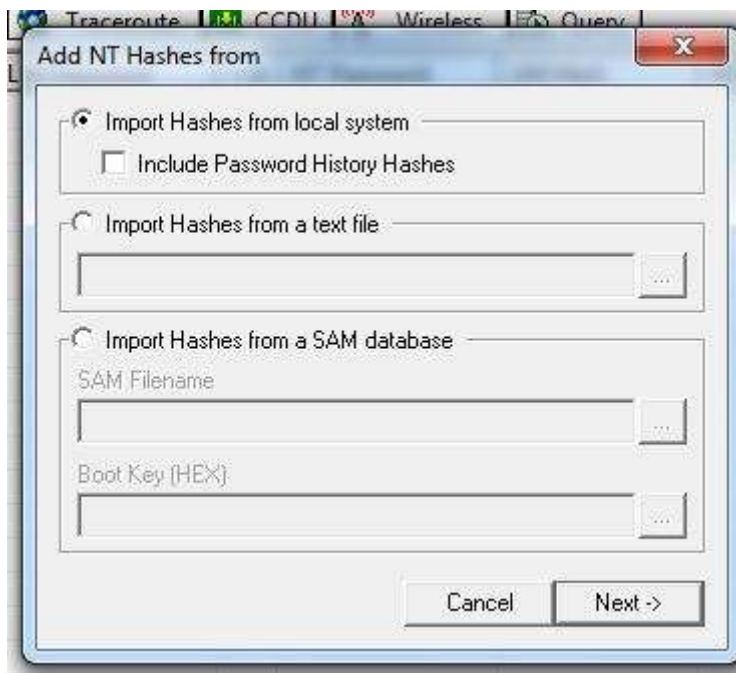 Traceroute CCDU Wireless Query
Add NT Hashes from
Import Hashes from local system
Include Password History Hashes
Import Hashes from a text file
...
Import Hashes from a SAM database
SAM Filename
...
Boot Key (HEX)
...
Cancel Next ->